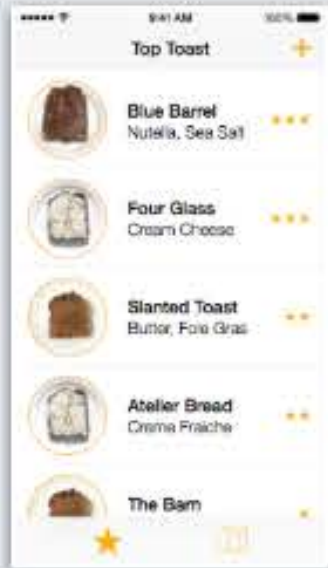 9:41 AM
100%
Top Toast
+
Blue Barrel
Nutella, Sea Salt
Four Glass
Cream Cheese
Slanted Toast
Butter, Foie Gras
Atelier Bread
Creme Fraiche
The Barn